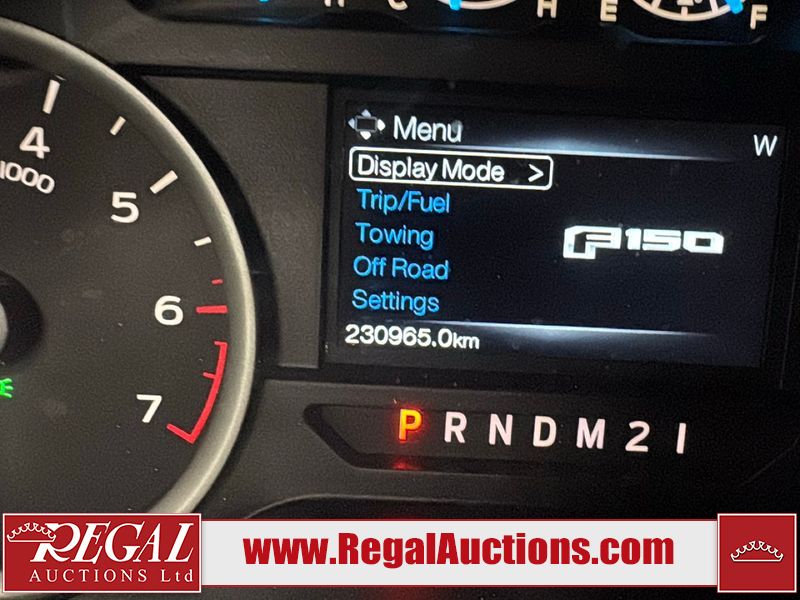 H C H E F
4
x1000
5
6
7
Menu
W
Display Mode >
Trip/Fuel
Towing
Off Road
Settings
F150
230965.0km
P R N D M 2 1
REGAL
AUCTIONS Ltd
www.RegalAuctions.com